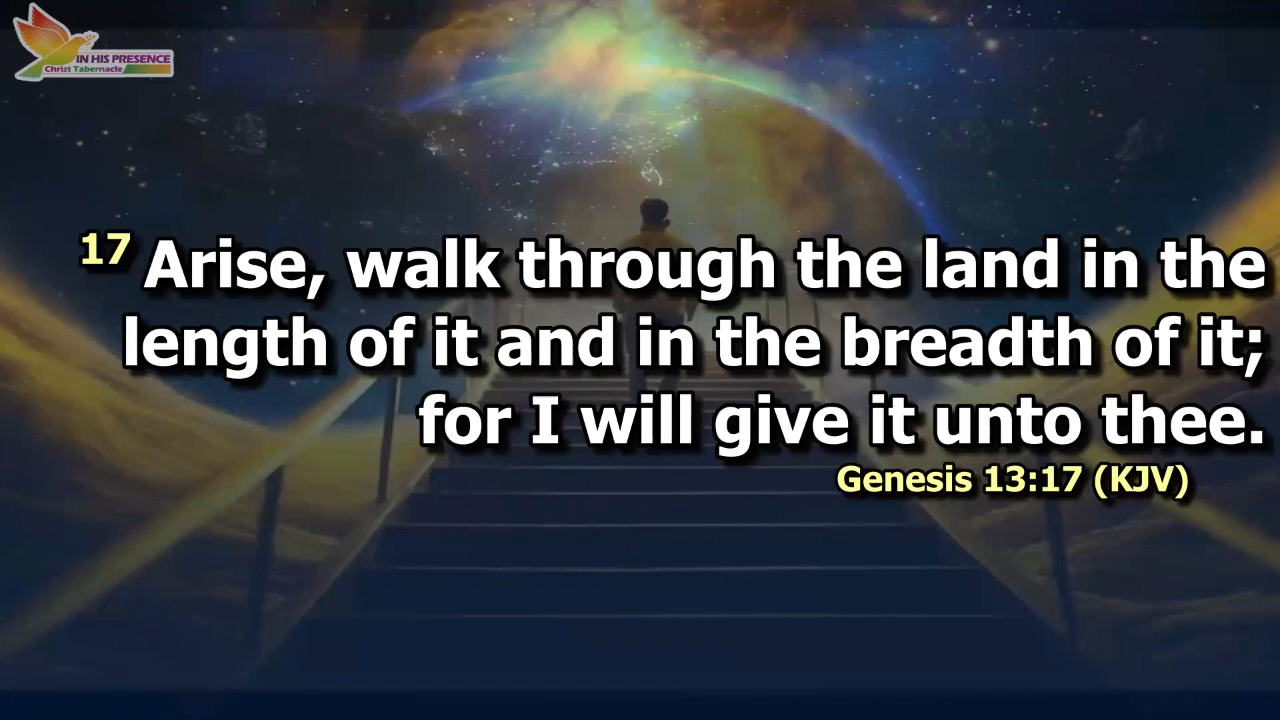 IN HIS PRESENCE
Christ Tabernacle
17 Arise, walk through the land in the
length of it and in the breadth of it;
for I will give it unto thee.
Genesis 13:17 (KJV)